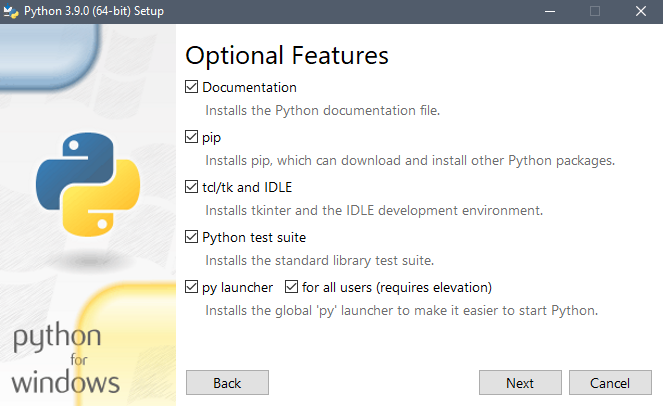 Python 3.9.0 (64-bit) Setup
Optional Features
Documentation
Installs the Python documentation file.
pip
Installs pip, which can download and install other Python packages.
tcl/tk and IDLE
Installs tkinter and the IDLE development environment.
Python test suite
Installs the standard library test suite.
py launcher for all users (requires elevation)
Installs the global 'py' launcher to make it easier to start Python.
python
for
windows
Back Next Cancel